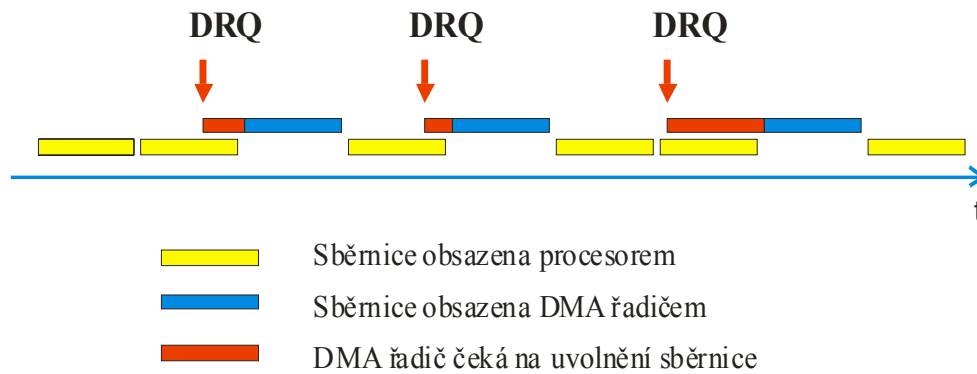 DRQ DRQ DRQ
t
Sběrnice obsazena procesorem
Sběrnice obsazena DMA řadičem
DMA řadič čeká na uvolnění sběrnice